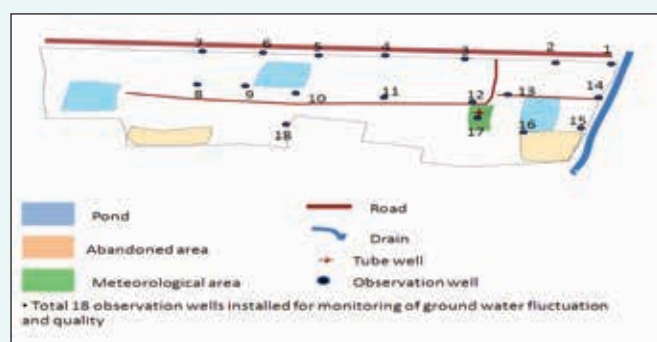 7 6 5 4 3 2 1
8 9 10 11 12 13 14
18 17 16 15
Pond
Abandoned area
Meteorological area
Road
Drain
Tube well
Observation well
• Total 18 observation wells installed for monitoring of ground water fluctuation
and quality